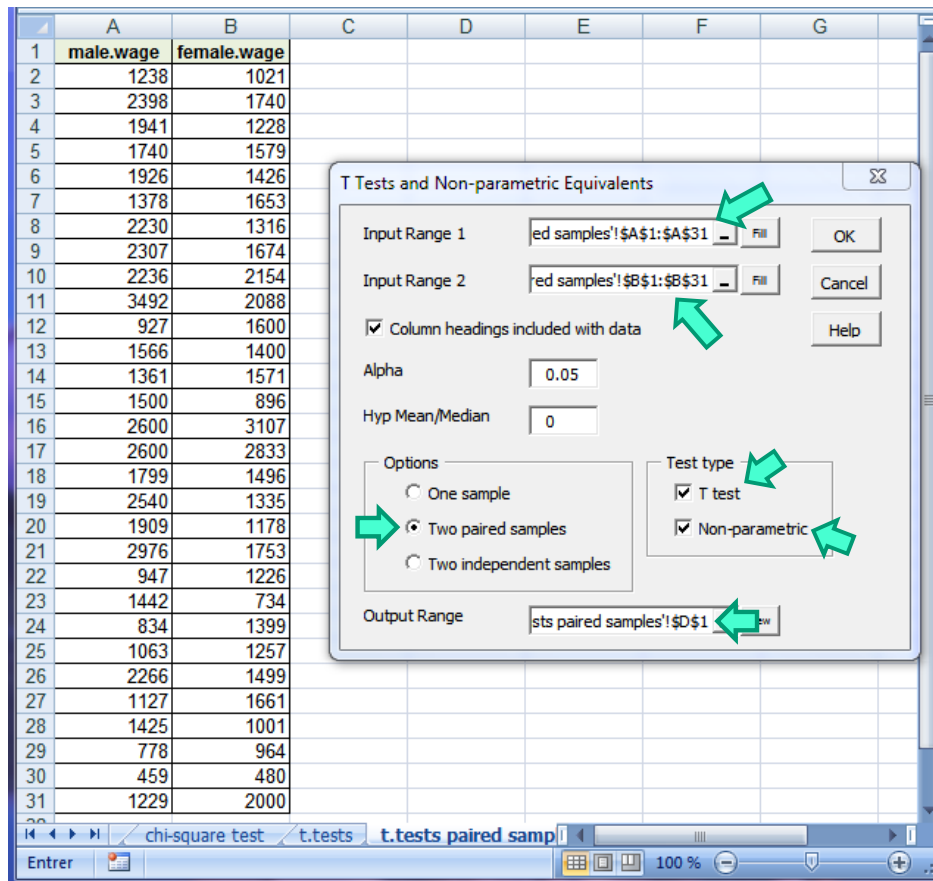 A B C D E F G
1 male.wage female.wage
2 1238 1021
3 2398 1740
4 1941 1228
5 1740 1579
6 1926 1426
7 1378 1653
8 2230 1316
9 2307 1674
10 2236 2154
11 3492 2088
12 927 1600
13 1566 1400
14 1361 1571
15 1500 896
16 2600 3107
17 2600 2833
18 1799 1496
19 2540 1335
20 1909 1178
21 2976 1753
22 947 1226
23 1442 734
24 834 1399
25 1063 1257
26 2266 1499
27 1127 1661
28 1425 1001
29 778 964
30 459 480
31 1229 2000
T Tests and Non-parametric Equivalents
Input Range 1 ed samples'!$A$1:$A$31 Fill OK
Input Range 2 red samples'!$B$1:$B$31 Fill Cancel
Column headings included with data Help
Alpha 0.05
Hyp Mean/Median 0
Options Test type
One sample T test
Two paired samples Non-parametric
Two independent samples
Output Range sts paired samples'!$D$1
chi-square test t.tests t.tests paired samp
Entrer 100 %